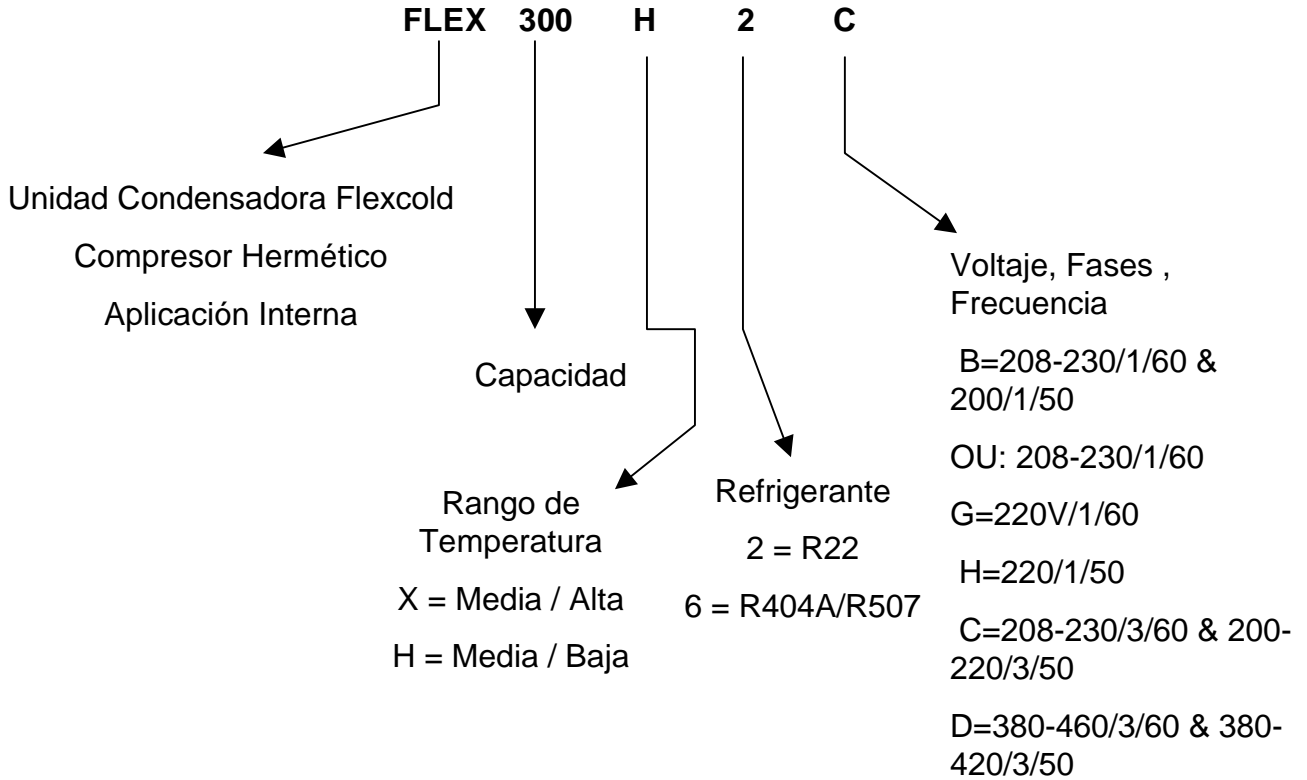 FLEX 300 H 2 C
Unidad Condensadora Flexcold
Compresor Hermético
Aplicación Interna
Capacidad
Rango de
Temperatura
X = Media / Alta
H = Media / Baja
Refrigerante
2 = R22
6 = R404A/R507
Voltaje, Fases ,
Frecuencia
B=208-230/1/60 &
200/1/50
OU: 208-230/1/60
G=220V/1/60
H=220/1/50
C=208-230/3/60 & 200-
220/3/50
D=380-460/3/60 & 380-
420/3/50